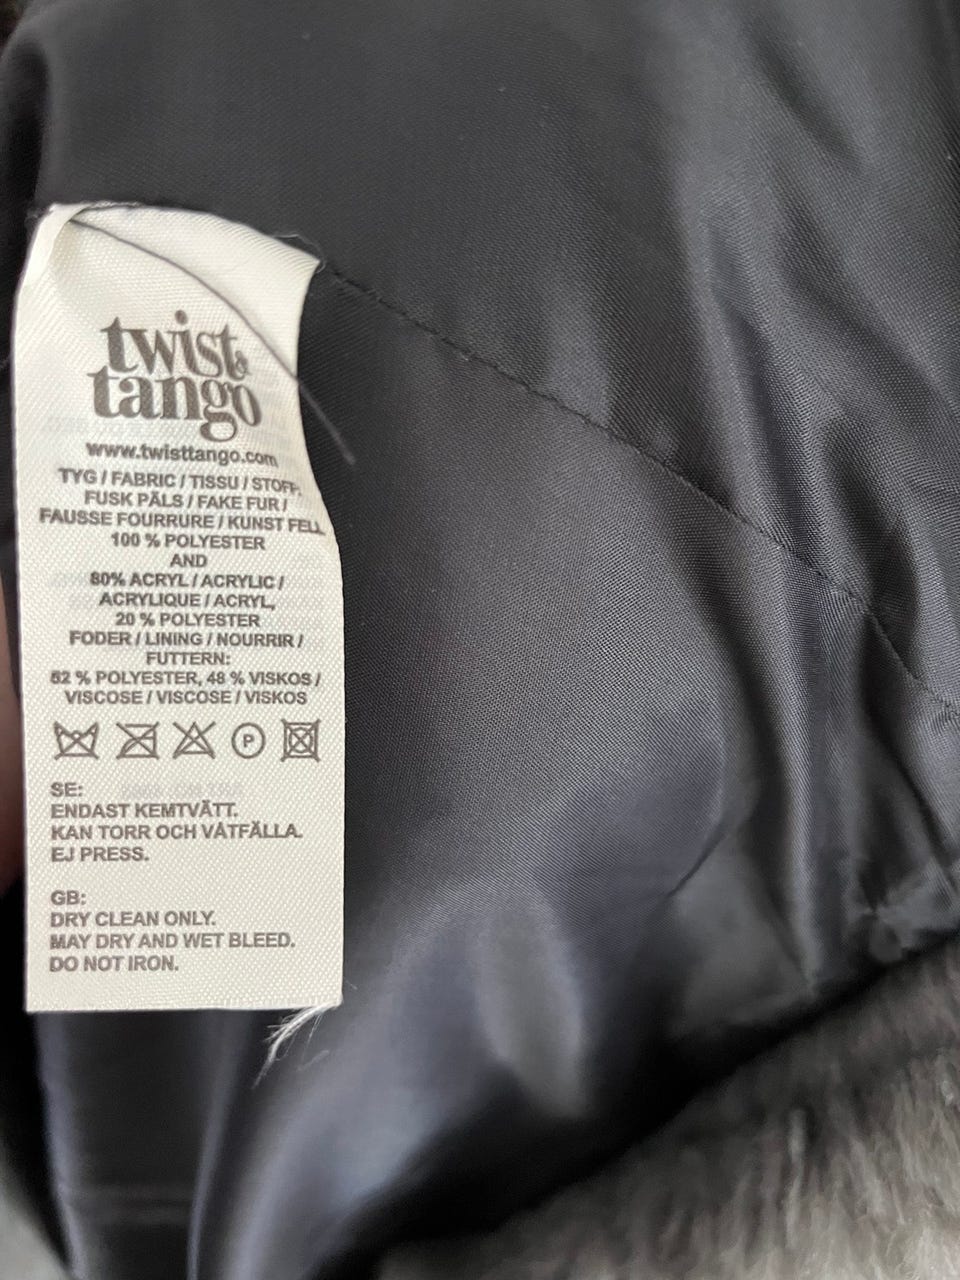 twist &
tango
www.twisttango.com
TYG / FABRIC / TISSU / STOFF,
FUSK PÄLS / FAKE FUR /
FAUSSE FOURRURE / KUNST FELL
100 % POLYESTER
AND
80% ACRYL / ACRYLIC /
ACRYLIQUE / ACRYL,
20 % POLYESTER
FODER / LINING / NOURRIR /
FUTTERN:
52 % POLYESTER, 48 % VISKOS /
VISCOSE / VISCOSE / VISKOS
P
SE:
ENDAST KEMTVÄTT.
KAN TORR OCH VÅTFÄLLA.
EJ PRESS.
GB:
DRY CLEAN ONLY.
MAY DRY AND WET BLEED.
DO NOT IRON.